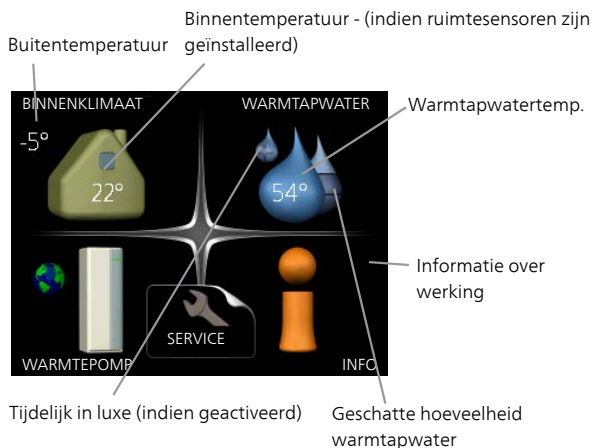 Binnentemperatuur - (indien ruimtesensoren zijn
geïnstalleerd)
Buitentemperatuur
BINNENKLIMAAT
WARMTAPWATER
Warmtapwatertemp.
-5°
22°
54°
Informatie over
werking
SERVICE
WARMTEPOMP
INFO
Tijdelijk in luxe (indien geactiveerd)
Geschatte hoeveelheid
warmtapwater